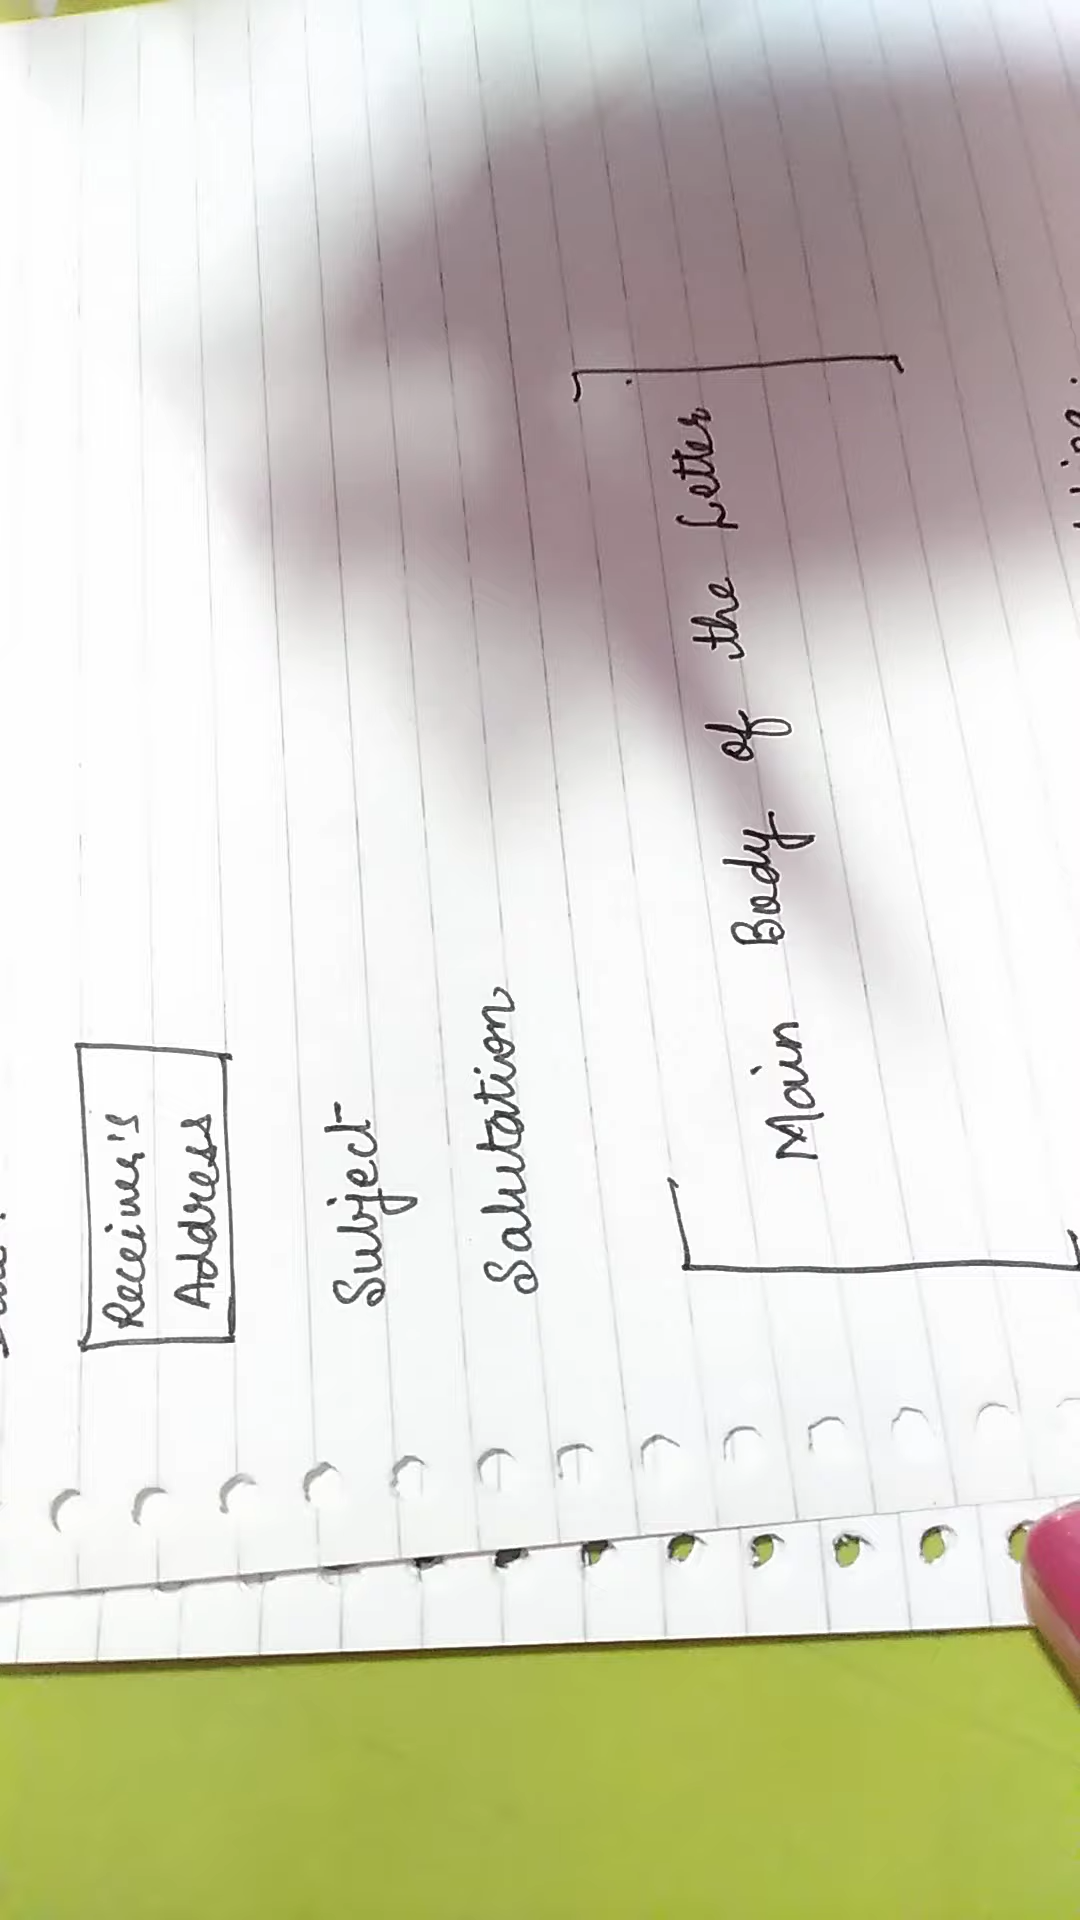 Receiver's
Address
Subject
Salutation
Main Body of the Letter